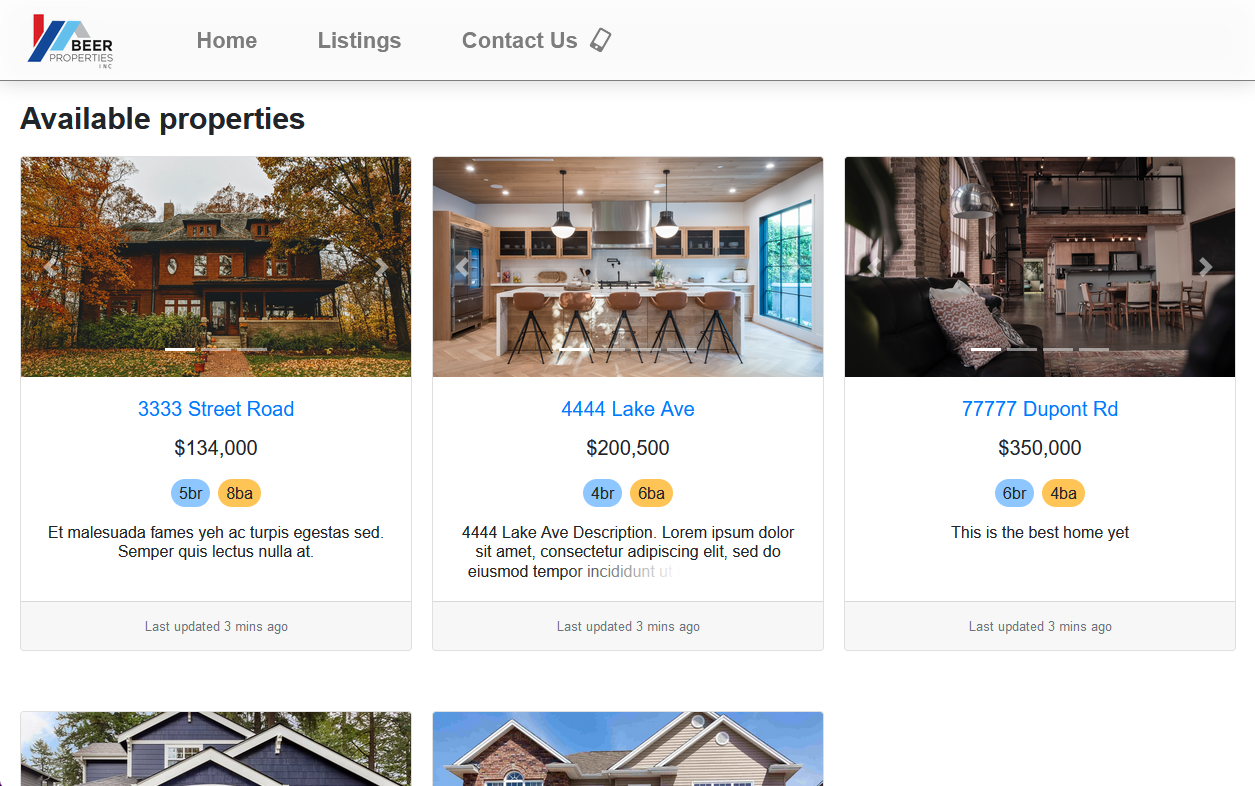 BEER
PROPERTIES
INC
Home
Listings
Contact Us
Available properties
3333 Street Road
$134,000
5br
8ba
Et malesuada fames yeh ac turpis egestas sed.
Semper quis lectus nulla at.
Last updated 3 mins ago
4444 Lake Ave
$200,500
4br
6ba
4444 Lake Ave Description. Lorem ipsum dolor
sit amet, consectetur adipiscing elit, sed do
eiusmod tempor incididunt ut
Last updated 3 mins ago
77777 Dupont Rd
$350,000
6br
4ba
This is the best home yet
Last updated 3 mins ago